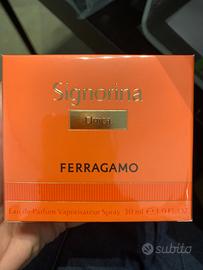 Signorina
Unica
FERRAGAMO
Eau de Parfum Vaporisateur Spray 30 ml ℮ 1.0 FL.OZ
subito